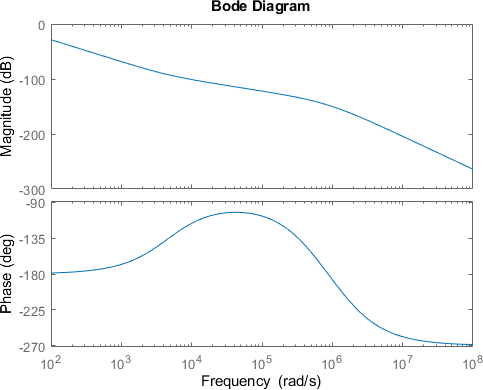 Bode Diagram
Magnitude (dB)
0
-100
-200
-300
Phase (deg)
-90
-135
-180
-225
-270
10^2 10^3 10^4 10^5 10^6 10^7 10^8
Frequency (rad/s)